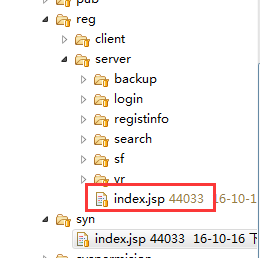 reg
client
server
backup
login
registinfo
search
sf
vr
index.jsp 44033 16-10-1
syn
index.jsp 44033 16-10-16 下